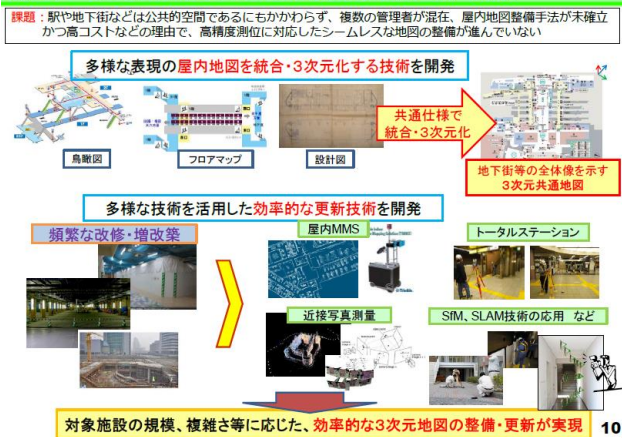 課題：駅や地下街などは公共的空間であるにもかかわらず、複数の管理者が混在、屋内地図整備手法が未確立
かつ高コストなどの理由で、高精度測位に対応したシームレスな地図の整備が進んでいない
多様な表現の屋内地図を統合・３次元化する技術を開発
鳥瞰図
フロアマップ
設計図
共通仕様で
統合・３次元化
地下街等の全体像を示す
３次元共通地図
多様な技術を活用した効率的な更新技術を開発
頻繁な改修・増改築
屋内MMS
トータルステーション
近接写真測量
SfM、SLAM技術の応用 など
対象施設の規模、複雑さ等に応じた、効率的な３次元地図の整備・更新が実現
10